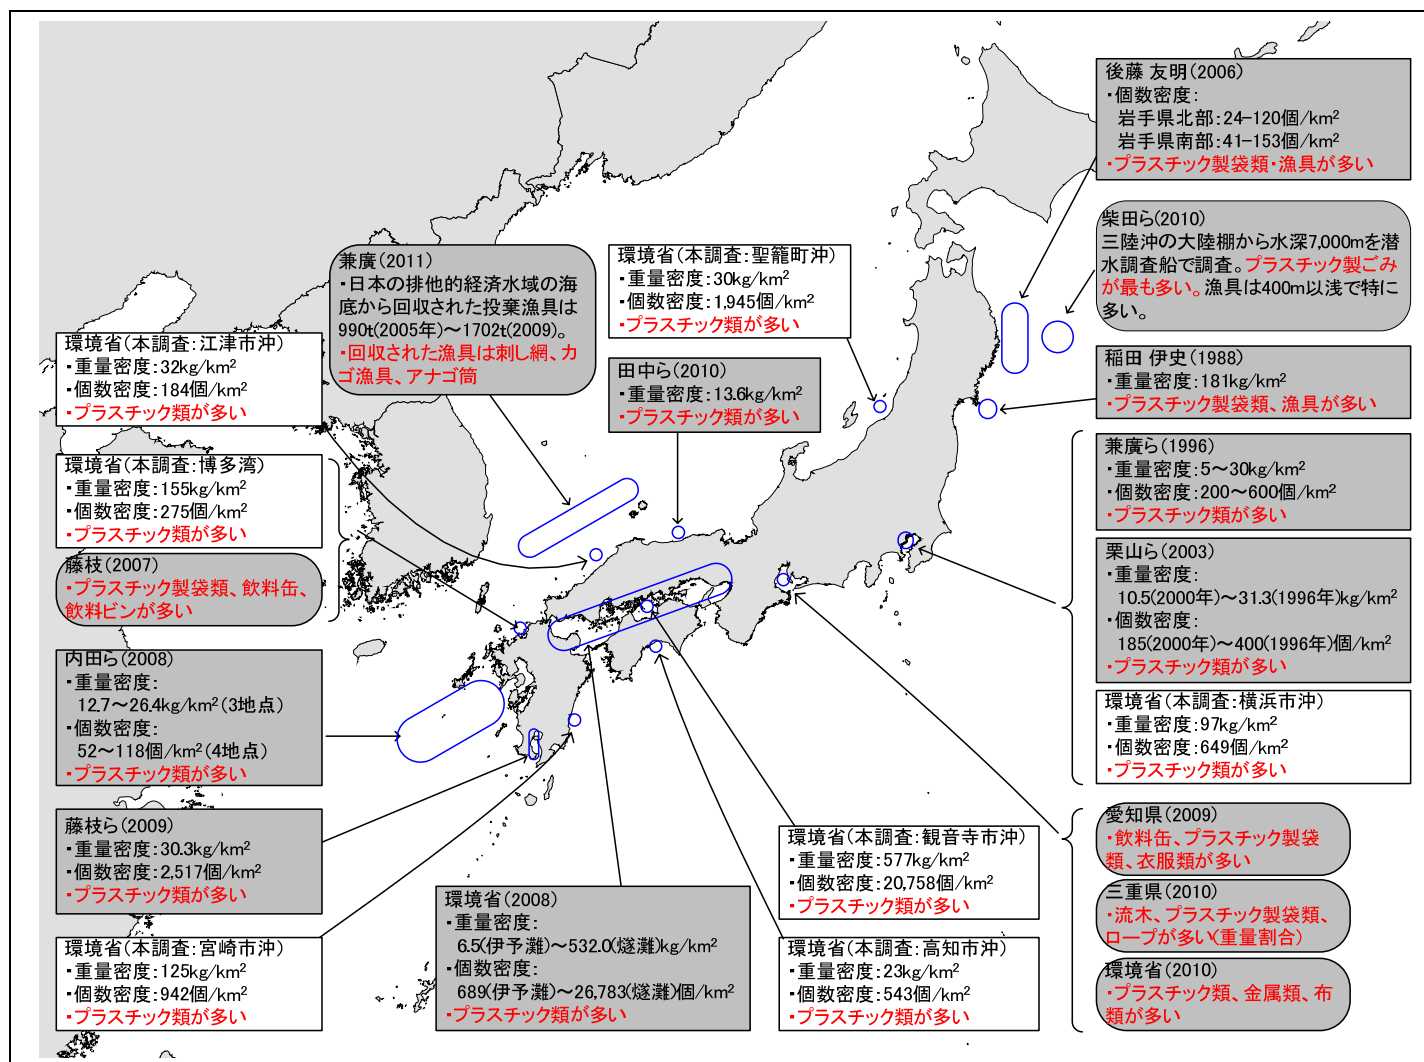 後藤 友明(2006)
・個数密度:
岩手県北部:24-120個/km²
岩手県南部:41-153個/km²
・プラスチック製袋類・漁具が多い
柴田ら(2010)
三陸沖の大陸棚から水深7,000mを潜
水調査船で調査。プラスチック製ごみ
が最も多い。漁具は400m以浅で特に
多い。
稲田 伊史(1988)
・重量密度:181kg/km²
・プラスチック製袋類、漁具が多い
兼廣ら(1996)
・重量密度:5~30kg/km²
・個数密度:200~600個/km²
・プラスチック類が多い
栗山ら(2003)
・重量密度:
10.5(2000年)~31.3(1996年)kg/km²
・個数密度:
185(2000年)~400(1996年)個/km²
・プラスチック類が多い
環境省(本調査:横浜市沖)
・重量密度:97kg/km²
・個数密度:649個/km²
・プラスチック類が多い
愛知県(2009)
・飲料缶、プラスチック製袋
類、衣服類が多い
三重県(2010)
・流木、プラスチック製袋類、
ロープが多い(重量割合)
環境省(2010)
・プラスチック類、金属類、布
類が多い
環境省(本調査:聖籠町沖)
・重量密度:30kg/km²
・個数密度:1,945個/km²
・プラスチック類が多い
田中ら(2010)
・重量密度:13.6kg/km²
・プラスチック類が多い
兼廣(2011)
・日本の排他的経済水域の海
底から回収された投棄漁具は
990t(2005年)~1702t(2009)。
・回収された漁具は刺し網、カ
ゴ漁具、アナゴ筒
環境省(本調査:江津市沖)
・重量密度:32kg/km²
・個数密度:184個/km²
・プラスチック類が多い
環境省(本調査:博多湾)
・重量密度:155kg/km²
・個数密度:275個/km²
・プラスチック類が多い
藤枝(2007)
・プラスチック製袋類、飲料缶、
飲料ビンが多い
内田ら(2008)
・重量密度:
12.7~26.4kg/km²(3地点)
・個数密度:
52~118個/km²(4地点)
・プラスチック類が多い
藤枝ら(2009)
・重量密度:30.3kg/km²
・個数密度:2,517個/km²
・プラスチック類が多い
環境省(本調査:宮崎市沖)
・重量密度:125kg/km²
・個数密度:942個/km²
・プラスチック類が多い
環境省(2008)
・重量密度:
6.5(伊予灘)~532.0(燧灘)kg/km²
・個数密度:
689(伊予灘)~26,783(燧灘)個/km²
・プラスチック類が多い
環境省(本調査:観音寺市沖)
・重量密度:577kg/km²
・個数密度:20,758個/km²
・プラスチック類が多い
環境省(本調査:高知市沖)
・重量密度:23kg/km²
・個数密度:543個/km²
・プラスチック類が多い